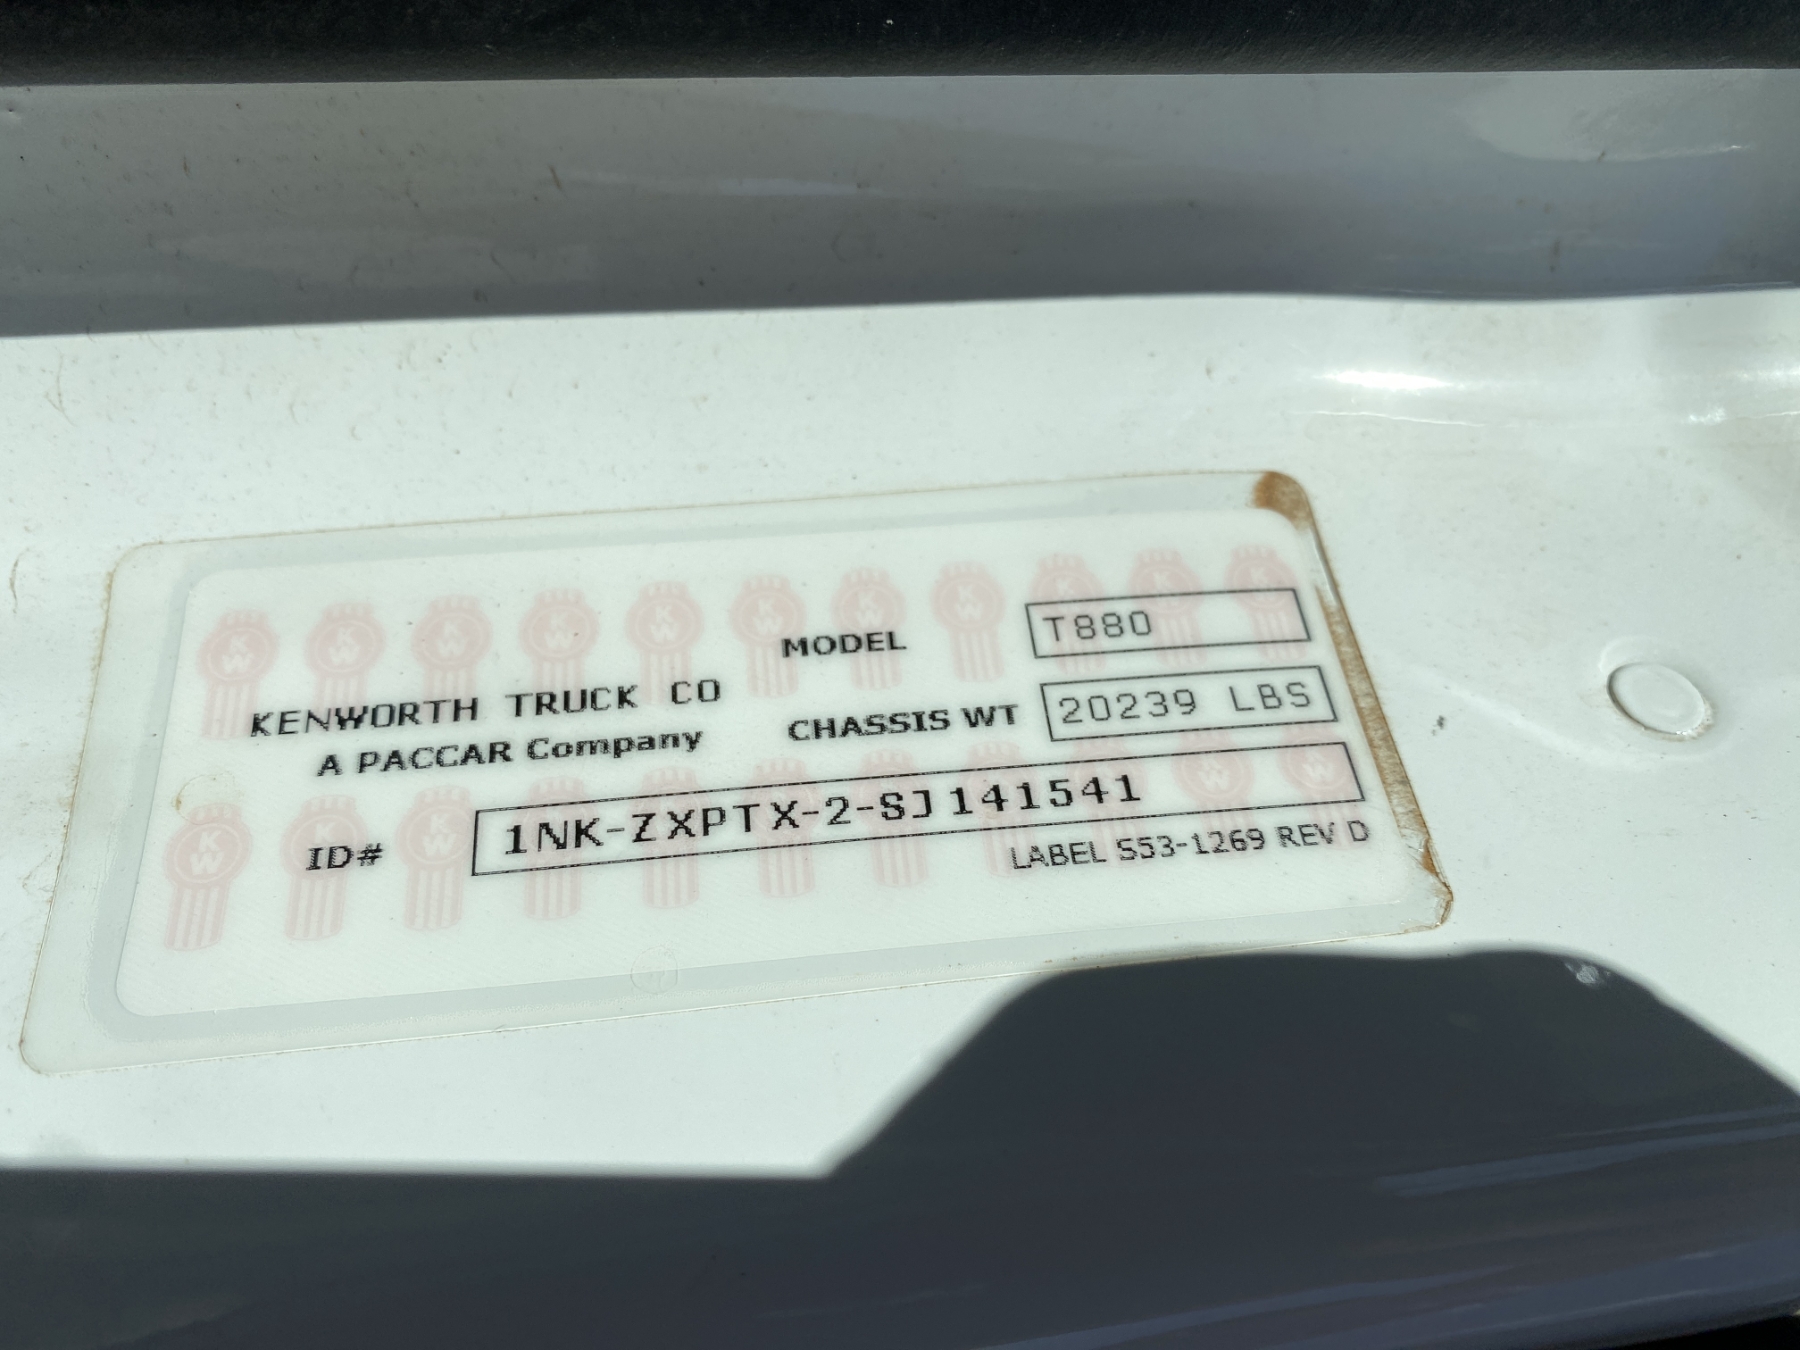 MODEL T880
KENWORTH TRUCK CO
A PACCAR Company
CHASSIS WT 20239 LBS
ID# 1NK-ZXPTX-2-SJ141541
LABEL S53-1269 REV D